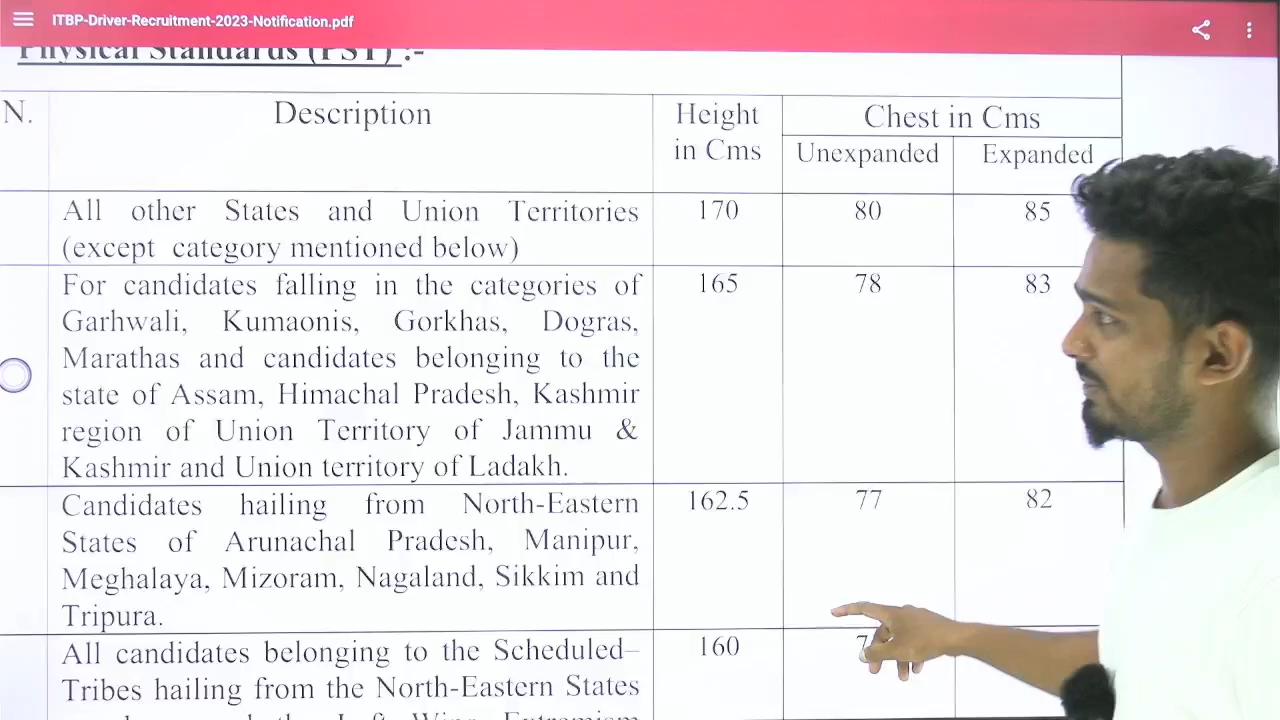 ITBP-Driver-Recruitment-2023-Notification.pdf
Physical Standards (PST) :-
N. Description Height in Cms Chest in Cms
Unexpanded Expanded
All other States and Union Territories 170 80 85
(except category mentioned below)
For candidates falling in the categories of 165 78 83
Garhwali, Kumaonis, Gorkhas, Dogras,
Marathas and candidates belonging to the
state of Assam, Himachal Pradesh, Kashmir
region of Union Territory of Jammu &
Kashmir and Union territory of Ladakh.
Candidates hailing from North-Eastern 162.5 77 82
States of Arunachal Pradesh, Manipur,
Meghalaya, Mizoram, Nagaland, Sikkim and
Tripura.
All candidates belonging to the Scheduled– 160
Tribes hailing from the North-Eastern States